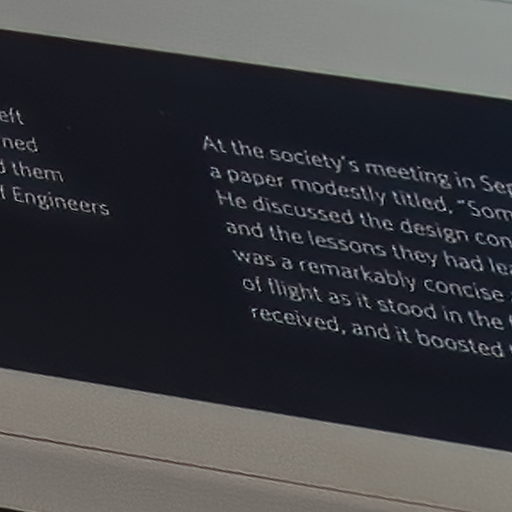 eft
ned
them
Engineers
At the society's meeting in Sep
a paper modestly titled, "Som
He discussed the design con
and the lessons they had lea
was a remarkably concise
of flight as it stood in the
received, and it boosted